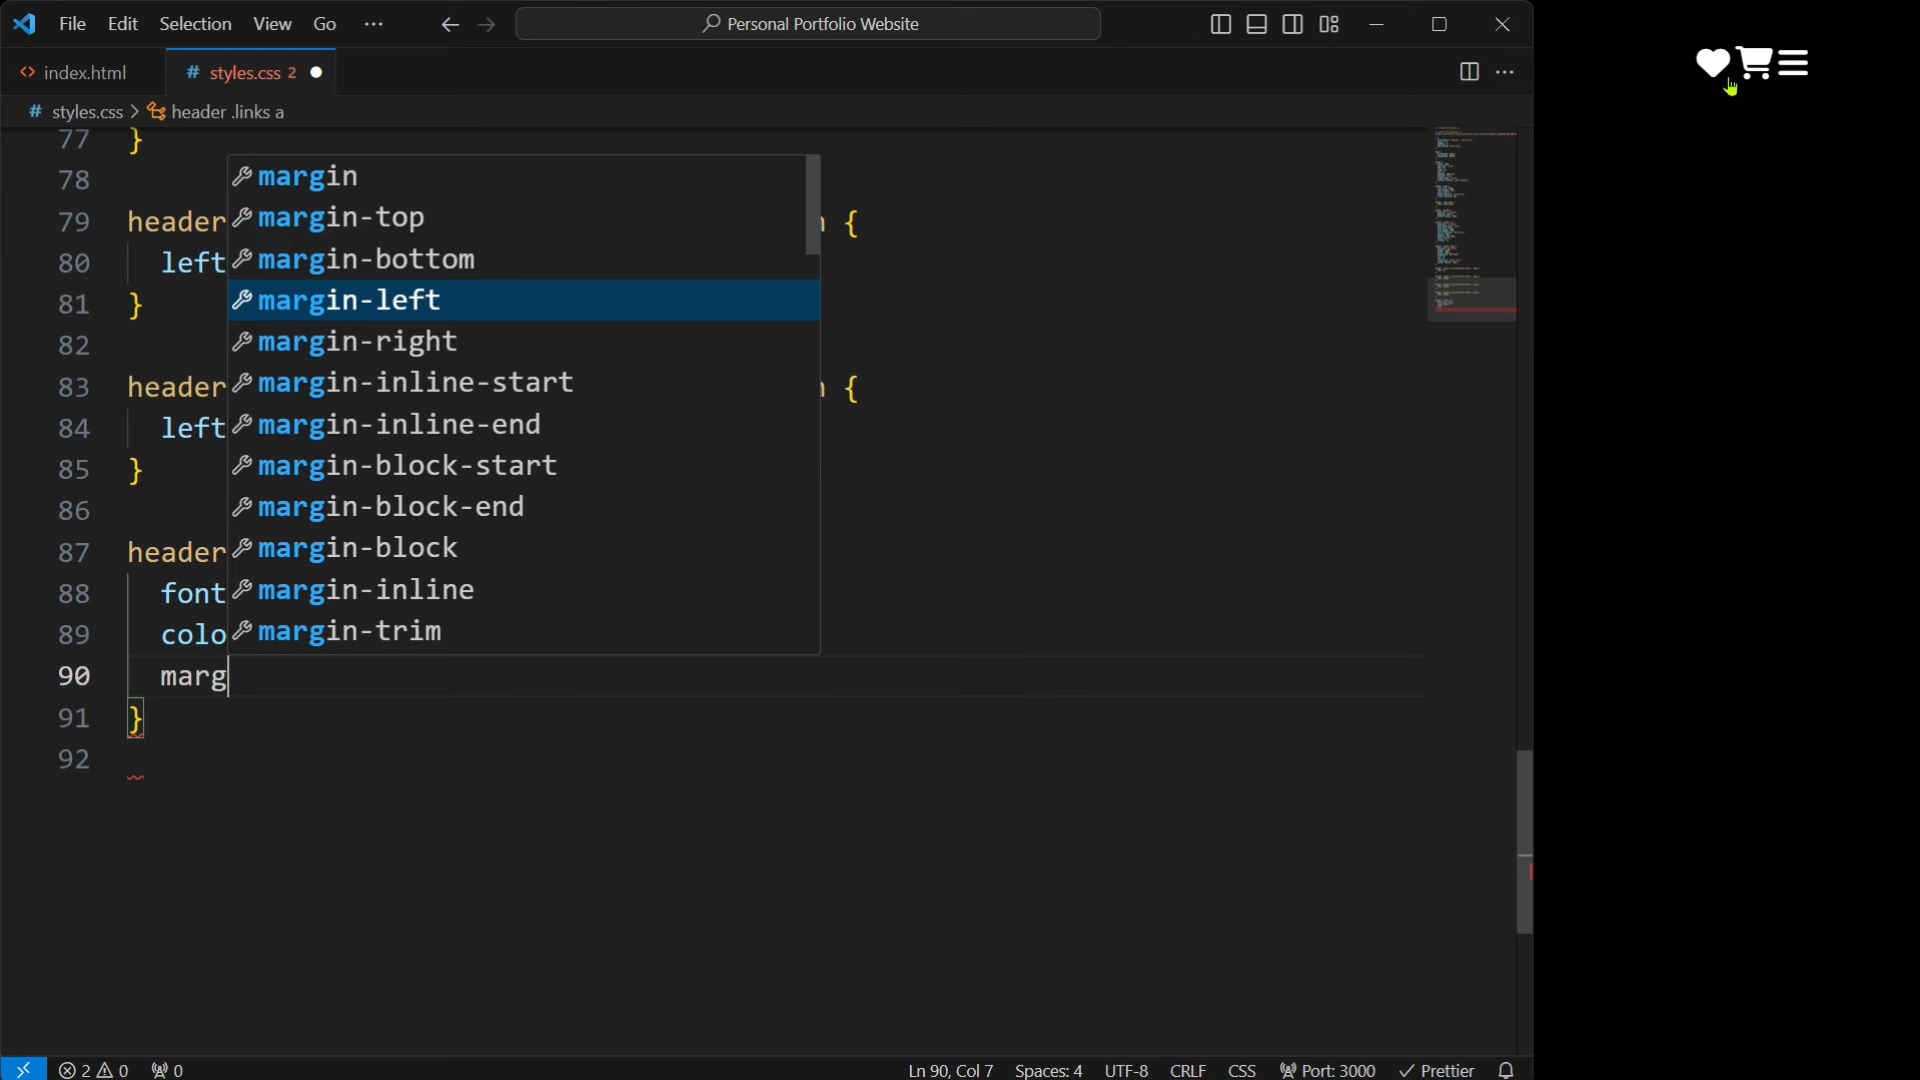 File Edit Selection View Go ··· Personal Portfolio Website
index.html styles.css 2
styles.css > header .links a
77 }
78
79 header {
80 left
81 }
82
83 header {
84 left
85 }
86
87 header
88 font
89 colo
90 marg
91 }
92
margin
margin-top
margin-bottom
margin-left
margin-right
margin-inline-start
margin-inline-end
margin-block-start
margin-block-end
margin-block
margin-inline
margin-trim
2 0 0 Ln 90, Col 7 Spaces: 4 UTF-8 CRLF CSS Port: 3000 Prettier